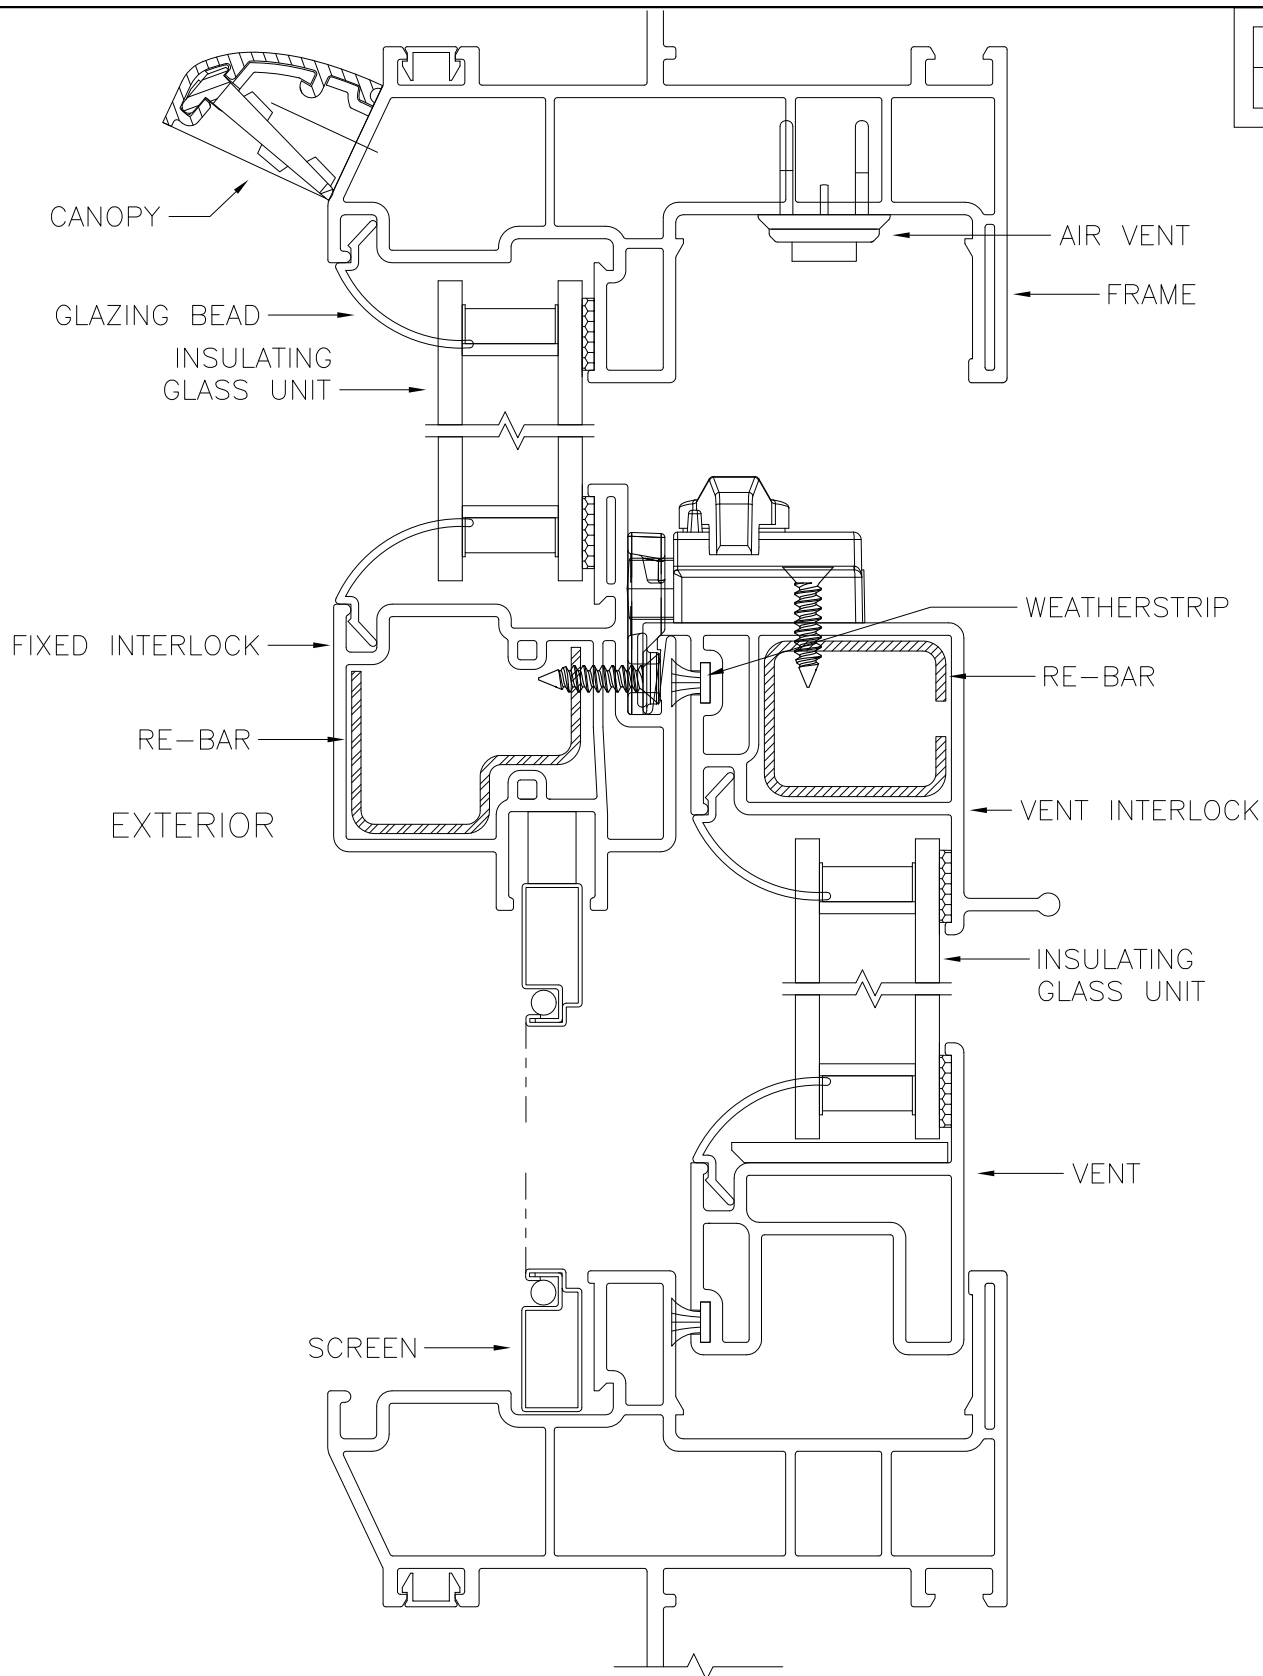 CANOPY
AIR VENT
FRAME
GLAZING BEAD
INSULATING
GLASS UNIT
WEATHERSTRIP
FIXED INTERLOCK
RE-BAR
RE-BAR
VENT INTERLOCK
EXTERIOR
INSULATING
GLASS UNIT
VENT
SCREEN